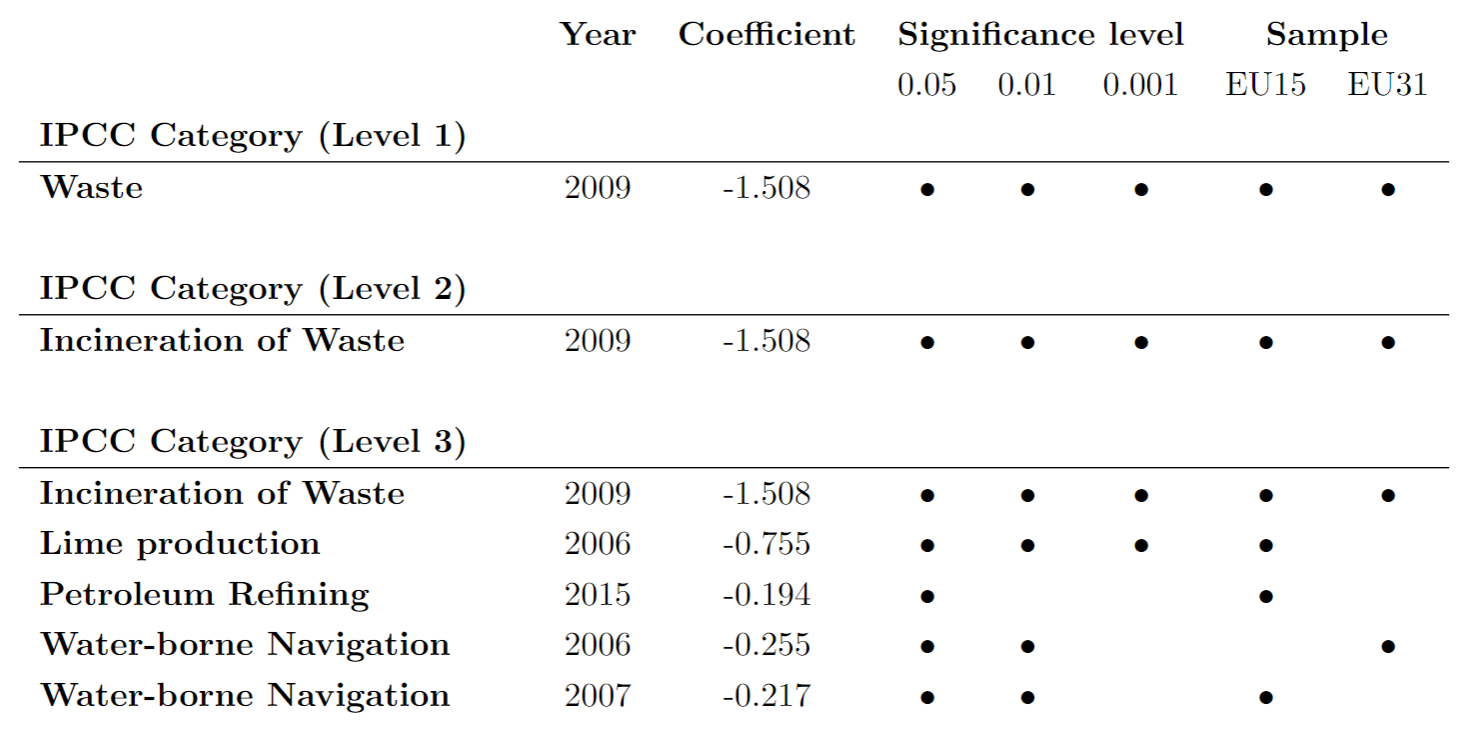 Year Coefficient Significance level Sample
0.05 0.01 0.001 EU15 EU31
IPCC Category (Level 1)
Waste 2009 -1.508 • • • • •
IPCC Category (Level 2)
Incineration of Waste 2009 -1.508 • • • • •
IPCC Category (Level 3)
Incineration of Waste 2009 -1.508 • • • • •
Lime production 2006 -0.755 • • • •
Petroleum Refining 2015 -0.194 • •
Water-borne Navigation 2006 -0.255 • • •
Water-borne Navigation 2007 -0.217 • • •